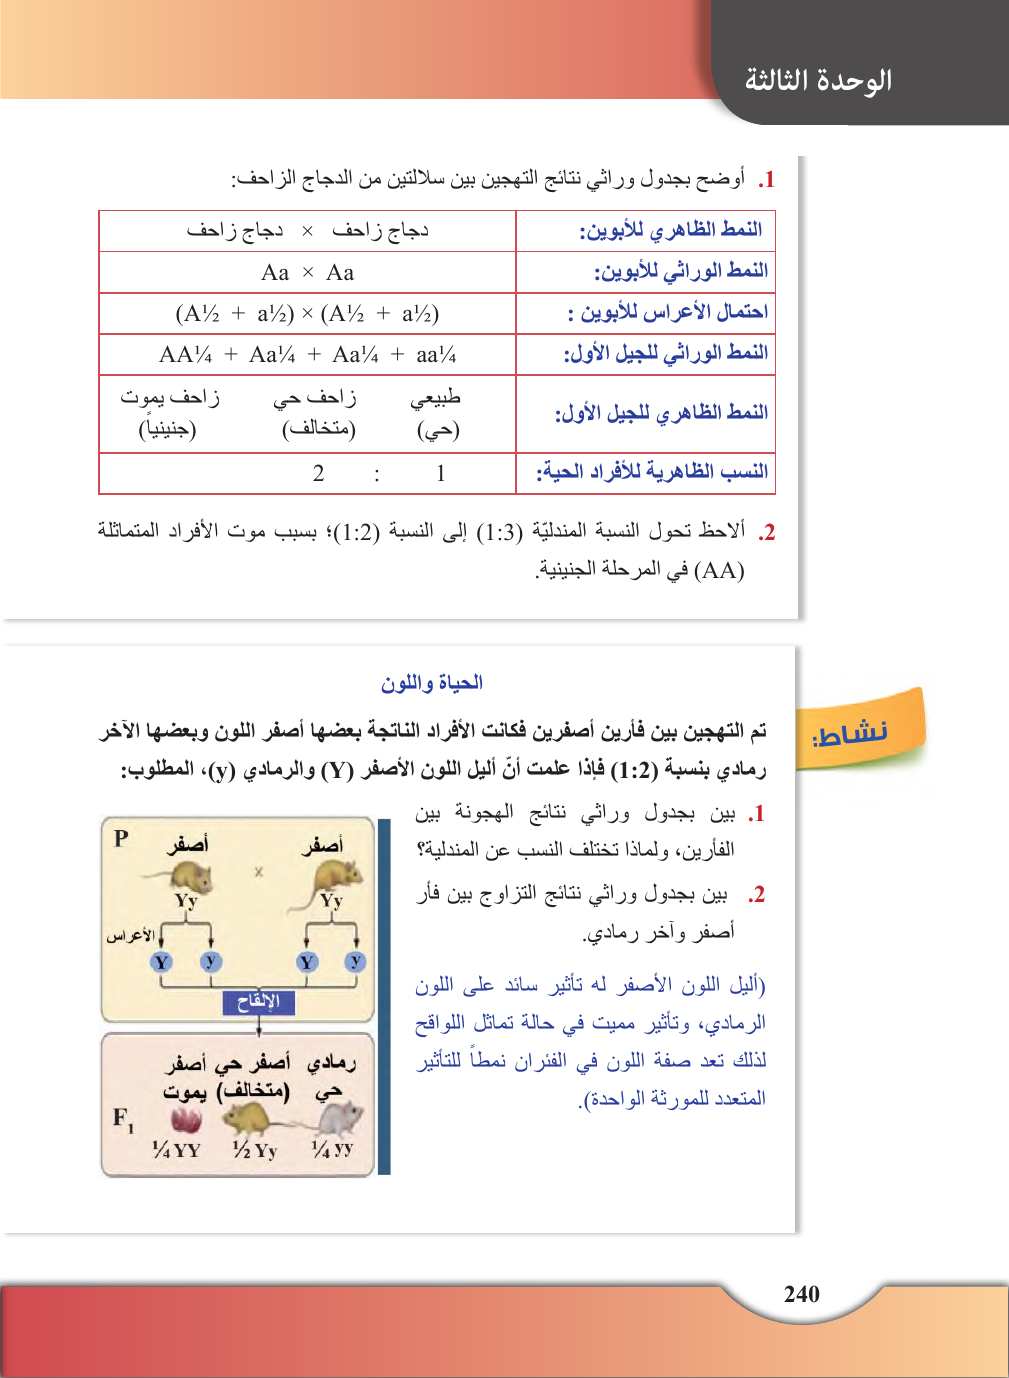 الوحدة الثالثة
1. أوضح بجدول وراثي نتائج التهجين بين سلالتين من الدجاج الزاحف:
النمط الظاهري للأبوين: دجاج زاحف × دجاج زاحف
النمط الوراثي للأبوين: Aa × Aa
احتمال الأعراس للأبوين : (A½ + a½) × (A½ + a½)
النمط الوراثي للجيل الأول: AA¼ + Aa¼ + Aa¼ + aa¼
النمط الظاهري للجيل الأول:
طبيعي زاحف حي زاحف يموت
(حي) (متخالف) (جنينياً)
النسب الظاهرية للأفراد الحية: 1 : 2
2. ألاحظ تحول النسبة المندليّة (1:3) إلى النسبة (1:2)؛ بسبب موت الأفراد المتماثلة
(AA) في المرحلة الجنينية.
نشاط:
الحياة واللون
تم التهجين بين فأرين أصفرين فكانت الأفراد الناتجة بعضها أصفر اللون وبعضها الآخر
رمادي بنسبة (1:2) فإذا علمت أنّ أليل اللون الأصفر (Y) والرمادي (y)، المطلوب:
1. بين بجدول وراثي نتائج الهجونة بين
الفأرين، ولماذا تختلف النسب عن المندلية؟
2. بين بجدول وراثي نتائج التزاوج بين فأر
أصفر وآخر رمادي.
(أليل اللون الأصفر له تأثير سائد على اللون
الرمادي، وتأثير مميت في حالة تماثل اللواقح
لذلك تعد صفة اللون في الفئران نمطاً للتأثير
المتعدد للمورثة الواحدة).
P
أصفر أصفر
x
Yy Yy
الأعراس
Y y Y y
الإلقاح
رمادي أصفر حي أصفر
حي (متخالف) يموت
F1
¼ YY ½ Yy ¼ yy
240